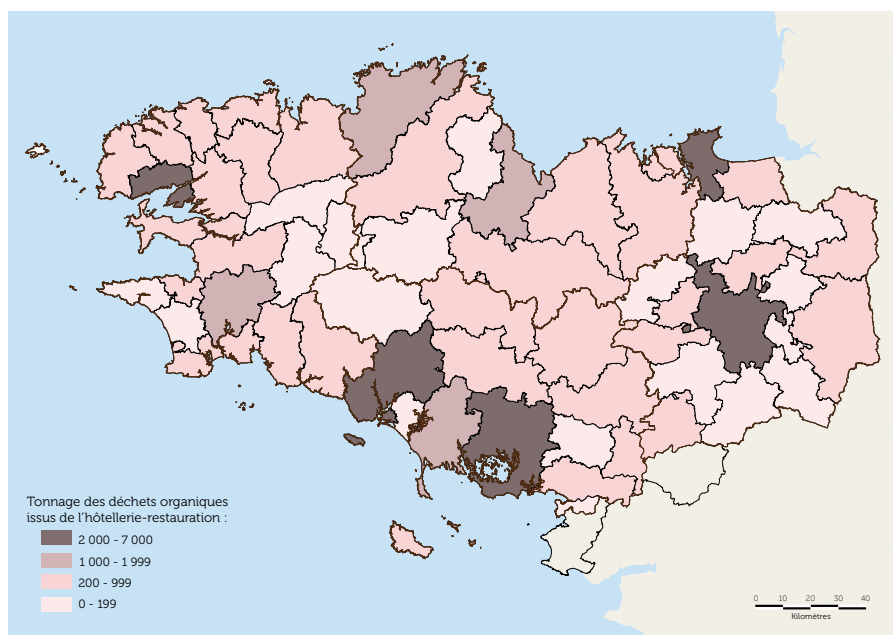 Tonnage des déchets organiques
issus de l'hôtellerie-restauration :
2 000 - 7 000
1 000 - 1 999
200 - 999
0 - 199
0 10 20 30 40
Kilomètres